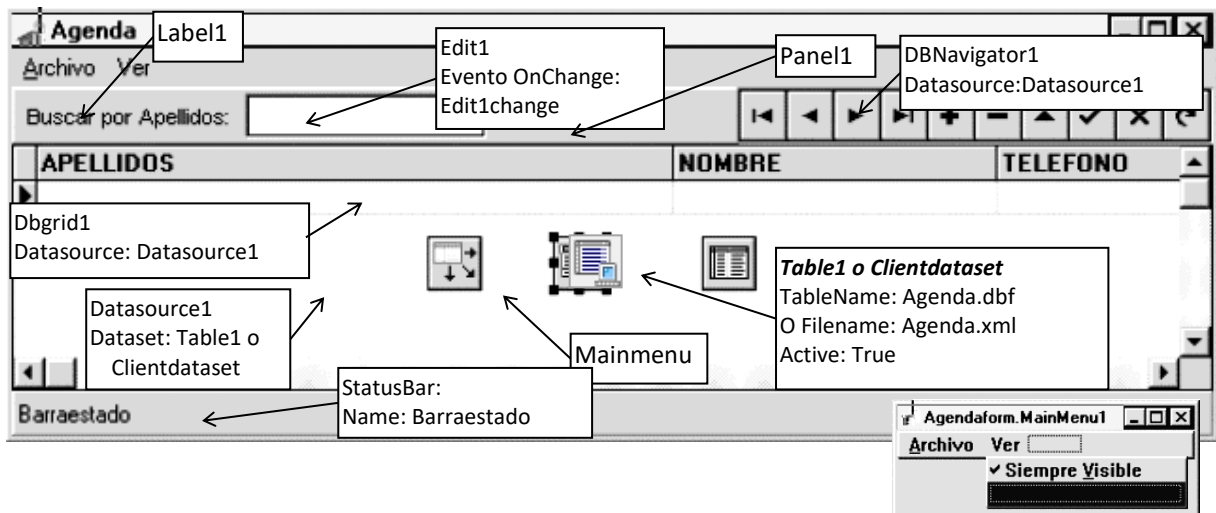 Agenda
Label1
Archivo Ver
Edit1
Evento OnChange:
Edit1change
Panel1
DBNavigator1
Datasource:Datasource1
Buscar por Apellidos:
APELLIDOS NOMBRE TELEFONO
Dbgrid1
Datasource: Datasource1
Datasource1
Dataset: Table1 o
Clientdataset
Mainmenu
Table1 o Clientdataset
TableName: Agenda.dbf
O Filename: Agenda.xml
Active: True
StatusBar:
Name: Barraestado
Barraestado
Agendaform.MainMenu1
Archivo Ver
Siempre Visible